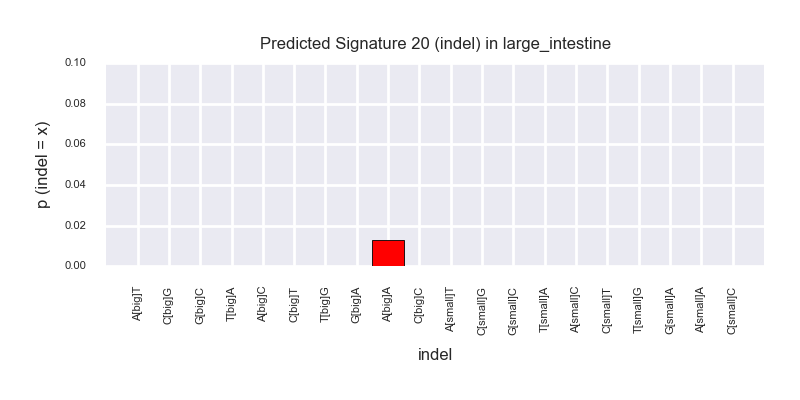 Predicted Signature 20 (indel) in large_intestine
0.10
0.08
0.06
0.04
0.02
0.00
p (indel = x)
A[big]T
C[big]G
G[big]C
T[big]A
A[big]C
C[big]T
T[big]G
G[big]A
A[big]A
C[big]C
A[small]T
C[small]G
G[small]C
T[small]A
A[small]C
C[small]T
T[small]G
G[small]A
A[small]A
C[small]C
indel